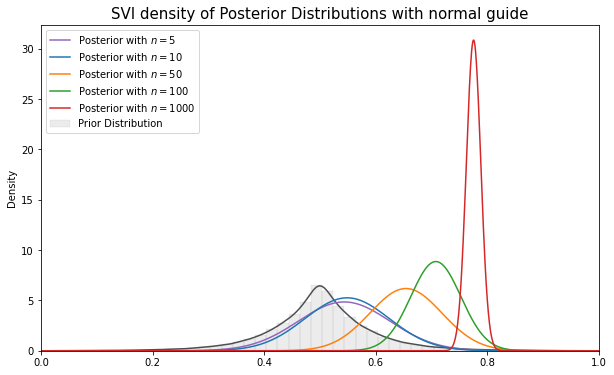 SVI density of Posterior Distributions with normal guide
Posterior with n = 5
Posterior with n = 10
Posterior with n = 50
Posterior with n = 100
Posterior with n = 1000
Prior Distribution
Density
30
25
20
15
10
5
0
0.0 0.2 0.4 0.6 0.8 1.0